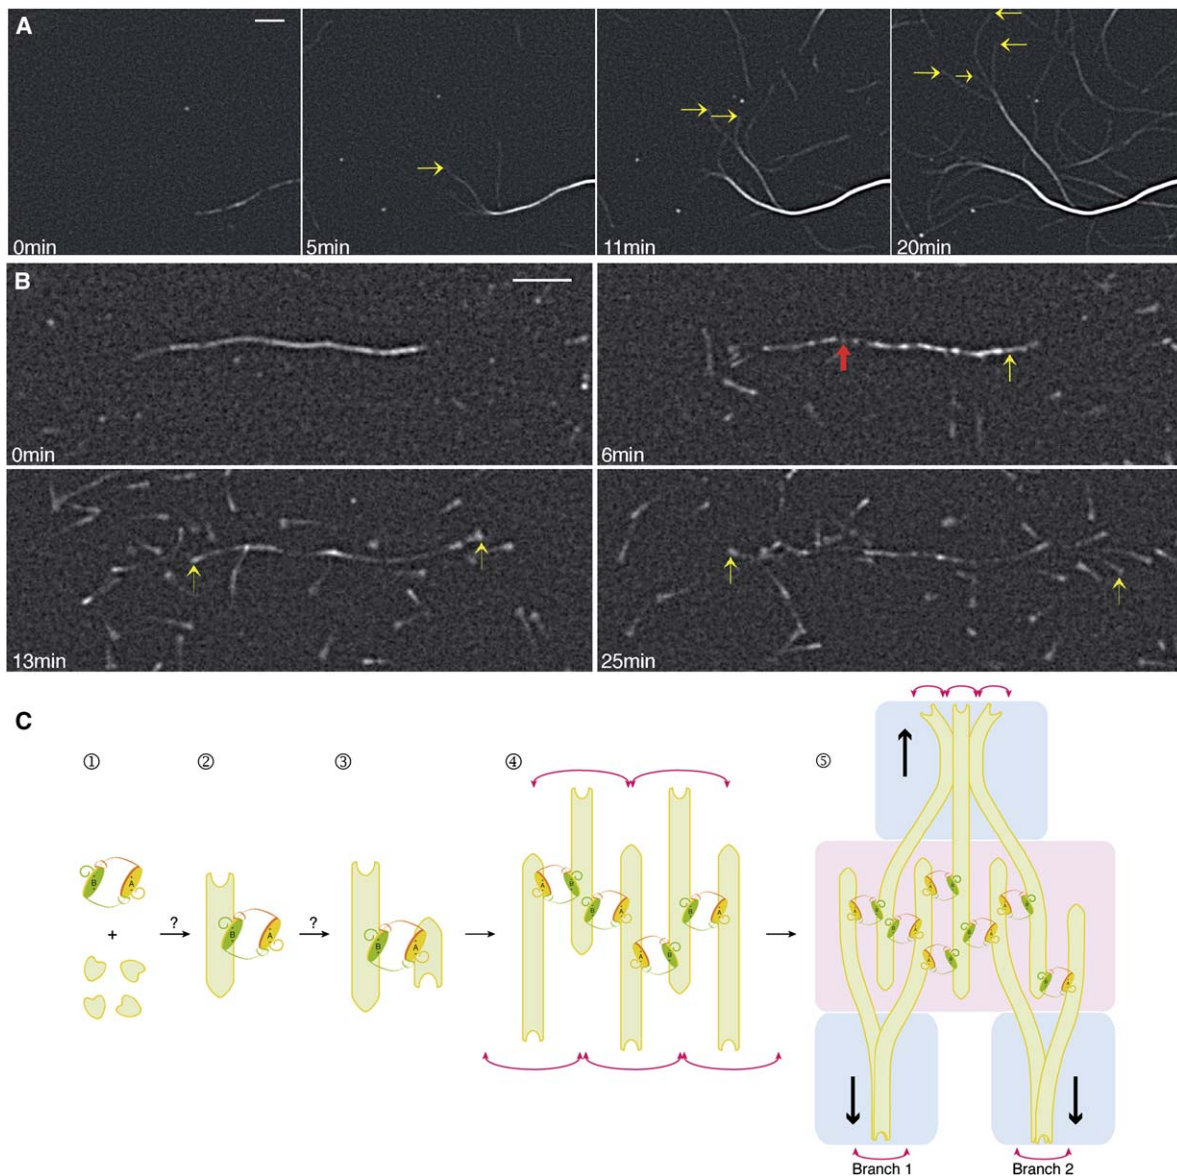 A
0min
5min
11min
20min
B
0min
6min
13min
25min
C
① ② ③ ④ ⑤
B A
+
?
B A
?
B A
A B
B A
B A
A B
A B
A B
B A
B A
A B
B A
Branch 1
Branch 2